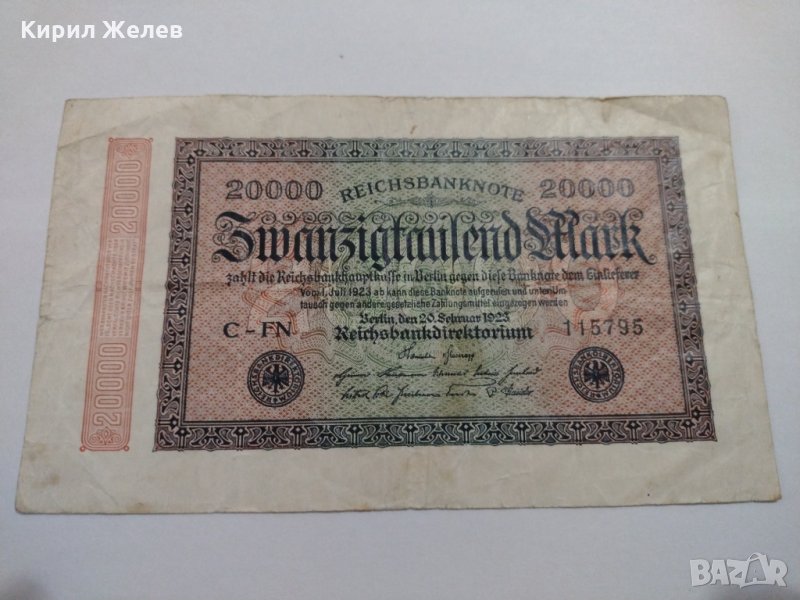 Кирил Желев
20000 REICHSBANKNOTE 20000
Zwanzigtausend Mark
zahlt die Reichsbankhauptkasse in Berlin gegen diese Banknote dem Einlieferer
Vom 1. Juli 1923 ab kann diese Banknote aufgerufen und unter Um-
tausch gegen andere gesetzliche Zahlungsmittel eingezogen werden
Berlin, den 20. Februar 1923
C-FN Reichsbankdirektorium 115795
20000
20000
BAZAR